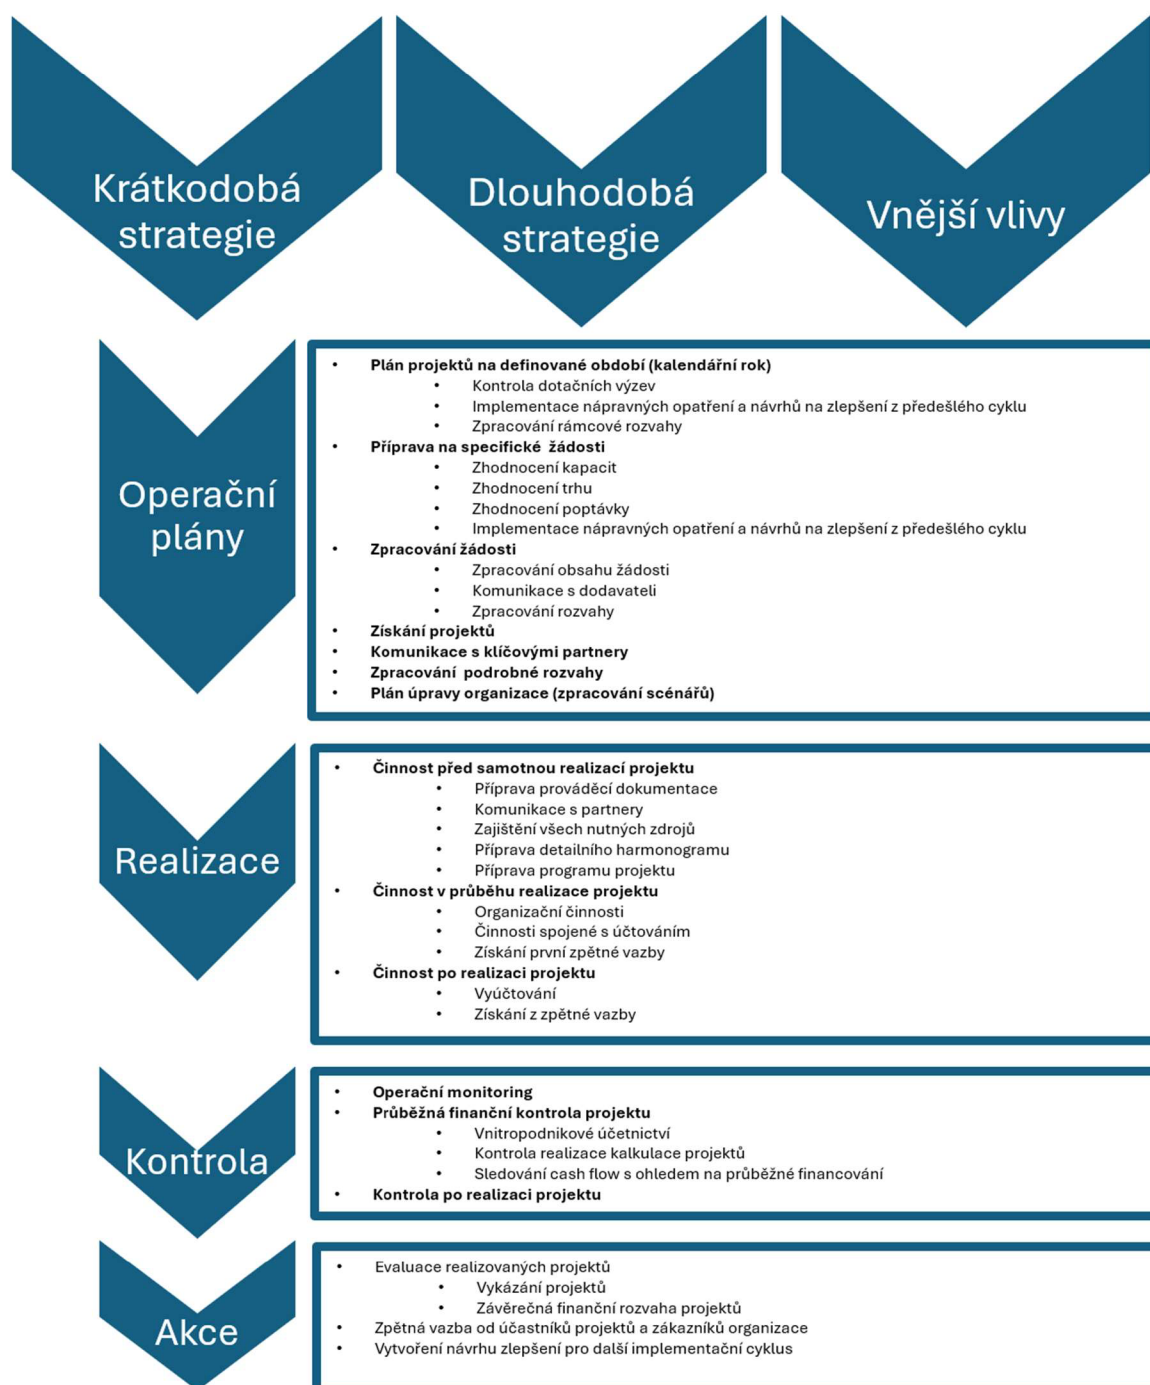 Krátkodobá
strategie
Dlouhodobá
strategie
Vnější vlivy
Operační
plány
• Plán projektů na definované období (kalendářní rok)
• Kontrola dotačních výzev
• Implementace nápravných opatření a návrhů na zlepšení z předešlého cyklu
• Zpracování rámcové rozvahy
• Příprava na specifické žádosti
• Zhodnocení kapacit
• Zhodnocení trhu
• Zhodnocení poptávky
• Implementace nápravných opatření a návrhů na zlepšení z předešlého cyklu
• Zpracování žádosti
• Zpracování obsahu žádosti
• Komunikace s dodavateli
• Zpracování rozvahy
• Získání projektů
• Komunikace s klíčovými partnery
• Zpracování podrobné rozvahy
• Plán úpravy organizace (zpracování scénářů)
Realizace
• Činnost před samotnou realizací projektu
• Příprava prováděcí dokumentace
• Komunikace s partnery
• Zajištění všech nutných zdrojů
• Příprava detailního harmonogramu
• Příprava programu projektu
• Činnost v průběhu realizace projektu
• Organizační činnosti
• Činnosti spojené s účtováním
• Získání první zpětné vazby
• Činnost po realizaci projektu
• Vyúčtování
• Získání z zpětné vazby
Kontrola
• Operační monitoring
• Průběžná finanční kontrola projektu
• Vnitropodnikové účetnictví
• Kontrola realizace kalkulace projektů
• Sledování cash flow s ohledem na průběžné financování
• Kontrola po realizaci projektu
Akce
• Evaluace realizovaných projektů
• Vykázání projektů
• Závěrečná finanční rozvaha projektů
• Zpětná vazba od účastníků projektů a zákazníků organizace
• Vytvoření návrhu zlepšení pro další implementační cyklus